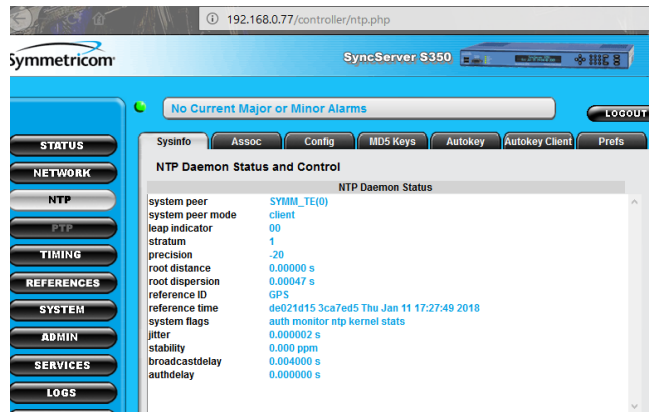 192.168.0.77/controller/ntp.php
Symmetricom
SyncServer S350
No Current Major or Minor Alarms
LOGOUT
STATUS
NETWORK
NTP
PTP
TIMING
REFERENCES
SYSTEM
ADMIN
SERVICES
LOGS
Sysinfo Assoc Config MD5 Keys Autokey Autokey Client Prefs
NTP Daemon Status and Control
NTP Daemon Status
system peer SYMM_TE(0)
system peer mode client
leap indicator 00
stratum 1
precision -20
root distance 0.00000 s
root dispersion 0.00047 s
reference ID GPS
reference time de021d15 3ca7ed5 Thu Jan 11 17:27:49 2018
system flags auth monitor ntp kernel stats
jitter 0.000002 s
stability 0.000 ppm
broadcastdelay 0.004000 s
authdelay 0.000000 s